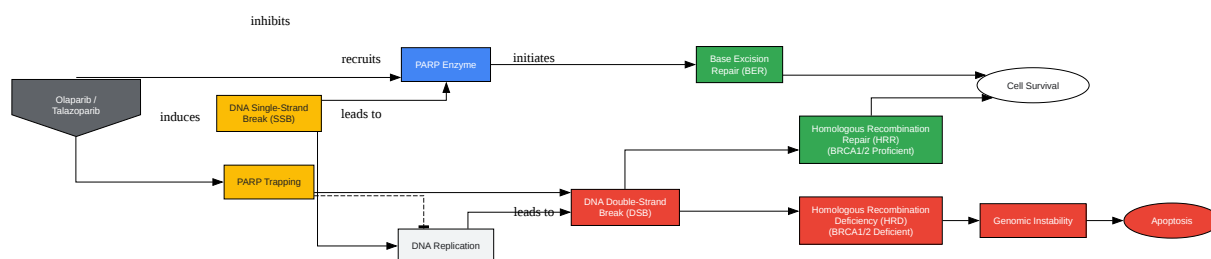 inhibits
recruits
PARP Enzyme
initiates
Base Excision
Repair (BER)
Cell Survival
Olaparib /
Talazoparib
induces
DNA Single-Strand
Break (SSB)
leads to
Homologous Recombination
Repair (HRR)
(BRCA1/2 Proficient)
PARP Trapping
DNA Double-Strand
Break (DSB)
leads to
Homologous Recombination
Deficiency (HRD)
(BRCA1/2 Deficient)
Genomic Instability
Apoptosis
DNA Replication